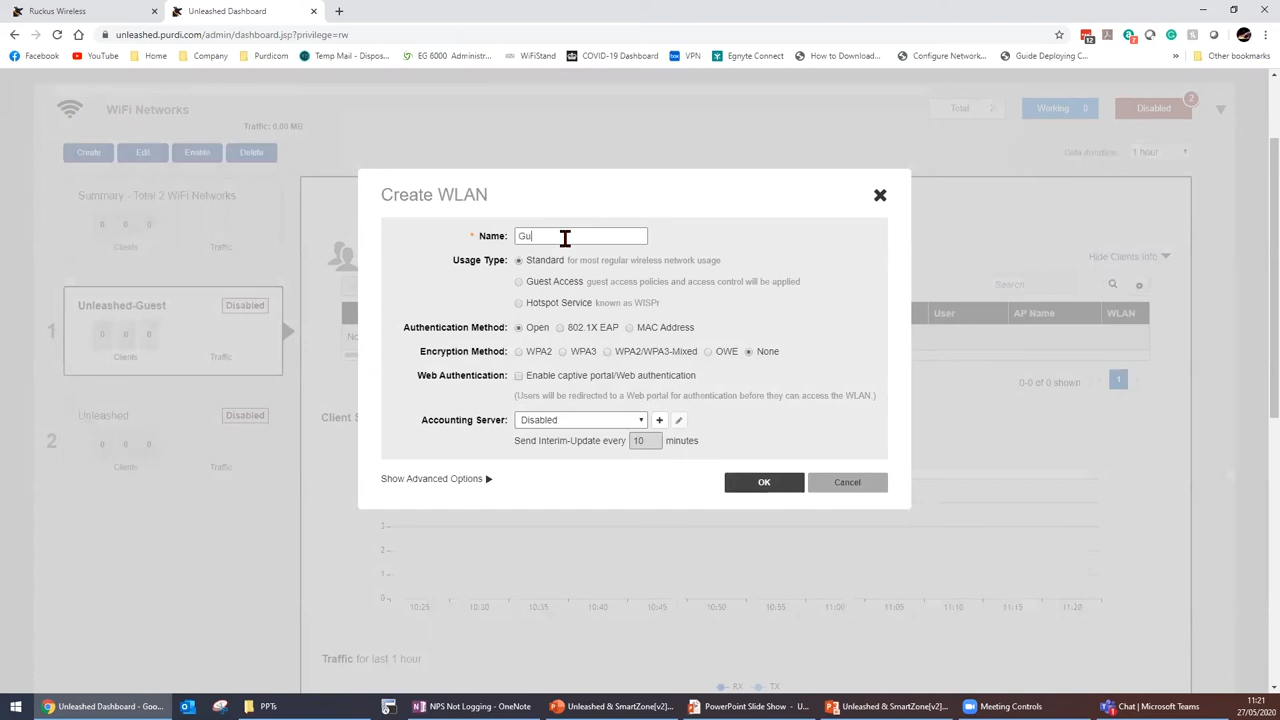 Ruckus Wireless
Unleashed Dashboard
unleashed.purdi.com/admin/dashboard.jsp?privilege=rw
12
7
Facebook YouTube Home Company Purdicom Temp Mail - Dispos... EG 6000 Administr... WiFiStand COVID-19 Dashboard VPN Egnyte Connect How to Download... Configure Network... Guide Deploying C... » Other bookmarks
WiFi Networks
Traffic: 0.00 MB
Total 2 Working 0 Disabled 2
Create Edit Enable Delete
1 hour
Summary - Total 2 WiFi Networks
0 0 0
Clients Traffic
Hide Clients Info
Search
Unleashed-Guest Disabled
1
0 0 0
Clients Traffic
User AP Name WLAN
0-0 of 0 shown 1
Unleashed Disabled
2
0 0 0
Clients Traffic
Client S
Create WLAN
* Name: Gu
Usage Type: Standard for most regular wireless network usage
Guest Access guest access policies and access control will be applied
Hotspot Service known as WISPr
Authentication Method: Open 802.1X EAP MAC Address
Encryption Method: WPA2 WPA3 WPA2/WPA3-Mixed OWE None
Web Authentication: Enable captive portal/Web authentication
(Users will be redirected to a Web portal for authentication before they can access the WLAN.)
Accounting Server: Disabled
Send Interim-Update every 10 minutes
Show Advanced Options
OK Cancel
3
2
1
0
10:25 10:30 10:35 10:40 10:45 10:50 10:55 11:00 11:05 11:10 11:15 11:20
Traffic for last 1 hour
RX TX
Unleashed Dashboard - Goo... PPTs NPS Not Logging - OneNote Unleashed & SmartZone[v2]... PowerPoint Slide Show - U... Unleashed & SmartZone[v2]... Meeting Controls Chat | Microsoft Teams
11:21
27/05/2020